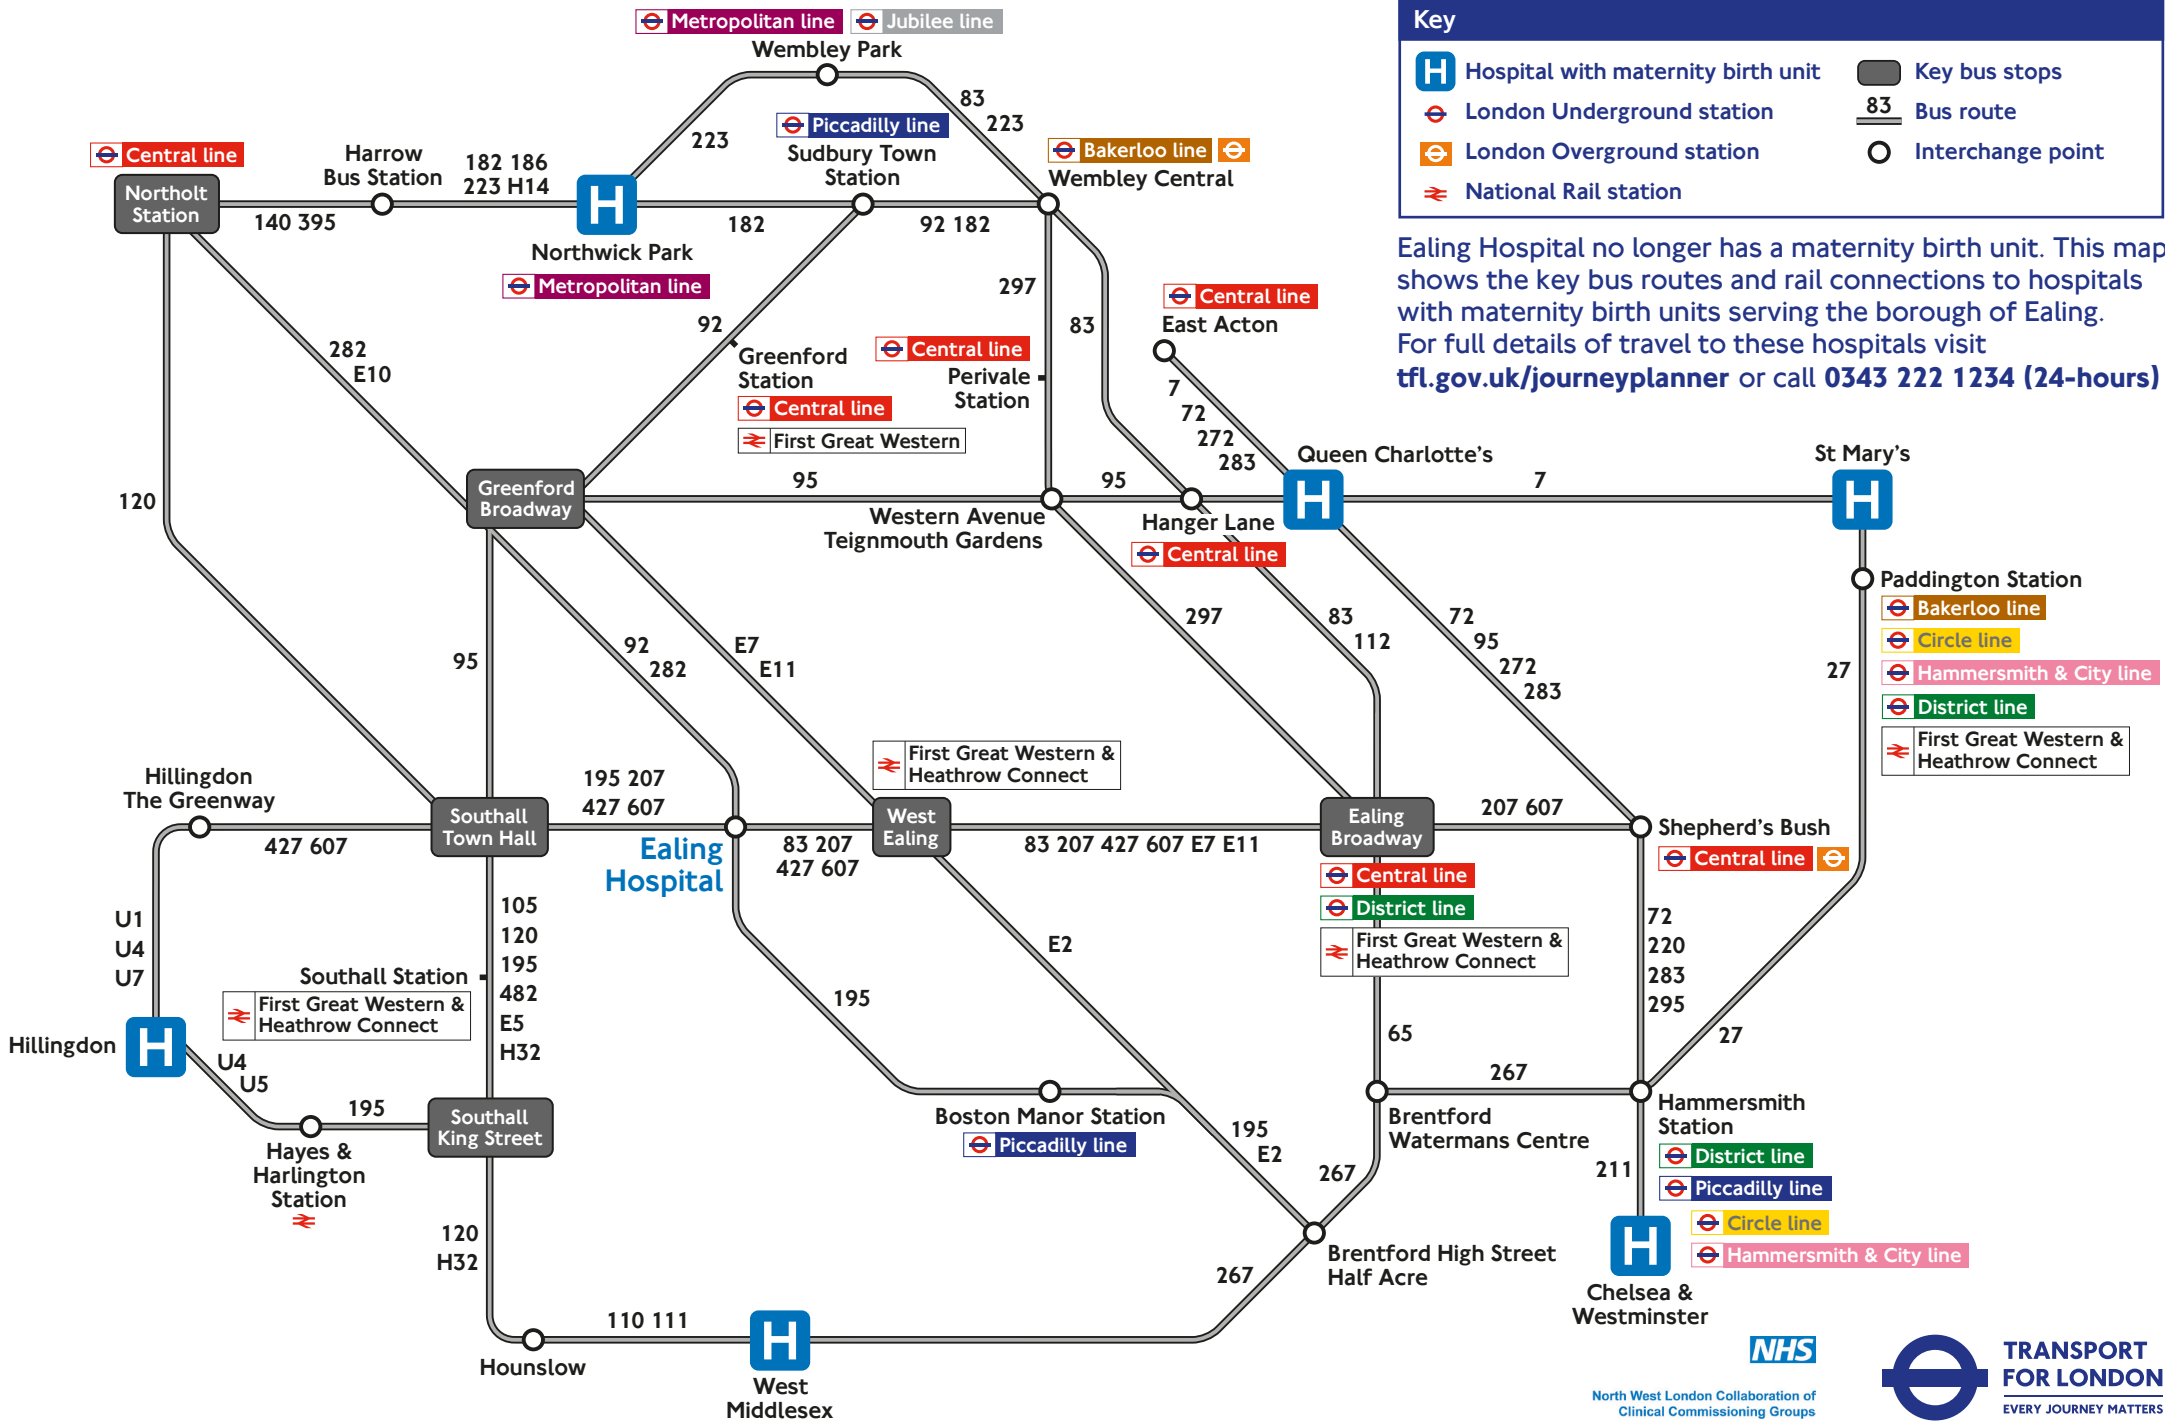 Metropolitan line
Jubilee line
Wembley Park
83
223
223
Piccadilly line
Sudbury Town
Station
Bakerloo line
Wembley Central
Central line
Northolt
Station
Harrow
Bus Station
182 186
223 H14
140 395
H
Northwick Park
Metropolitan line
182
92 182
297
83
92
Greenford
Station
Central line
First Great Western
Central line
Perivale
Station
Central line
East Acton
7
72
272
283
282
E10
120
Greenford
Broadway
95
95
Western Avenue
Teignmouth Gardens
Hanger Lane
Central line
Queen Charlotte's
H
7
St Mary's
H
Paddington Station
Bakerloo line
Circle line
Hammersmith & City line
District line
First Great Western &
Heathrow Connect
27
95
92
282
E7
E11
297
83
112
72
95
272
283
First Great Western &
Heathrow Connect
Hillingdon
The Greenway
427 607
Southall
Town Hall
195 207
427 607
Ealing
Hospital
83 207
427 607
West
Ealing
83 207 427 607 E7 E11
Ealing
Broadway
Central line
District line
First Great Western &
Heathrow Connect
207 607
Shepherd's Bush
Central line
U1
U4
U7
Hillingdon
H
U4
U5
105
120
195
482
E5
H32
Southall Station
First Great Western &
Heathrow Connect
195
Hayes &
Harlington
Station
Southall
King Street
195
E2
Boston Manor Station
Piccadilly line
195
E2
65
267
Brentford
Watermans Centre
267
72
220
283
295
27
Hammersmith
Station
District line
Piccadilly line
Circle line
Hammersmith & City line
211
H
Chelsea &
Westminster
120
H32
Hounslow
110 111
H
West
Middlesex
267
Brentford High Street
Half Acre
Key
H
Hospital with maternity birth unit
London Underground station
London Overground station
National Rail station
Key bus stops
83
Bus route
Interchange point
Ealing Hospital no longer has a maternity birth unit. This map
shows the key bus routes and rail connections to hospitals
with maternity birth units serving the borough of Ealing.
For full details of travel to these hospitals visit
tfl.gov.uk/journeyplanner or call 0343 222 1234 (24-hours)
NHS
North West London Collaboration of
Clinical Commissioning Groups
TRANSPORT
FOR LONDON
EVERY JOURNEY MATTERS